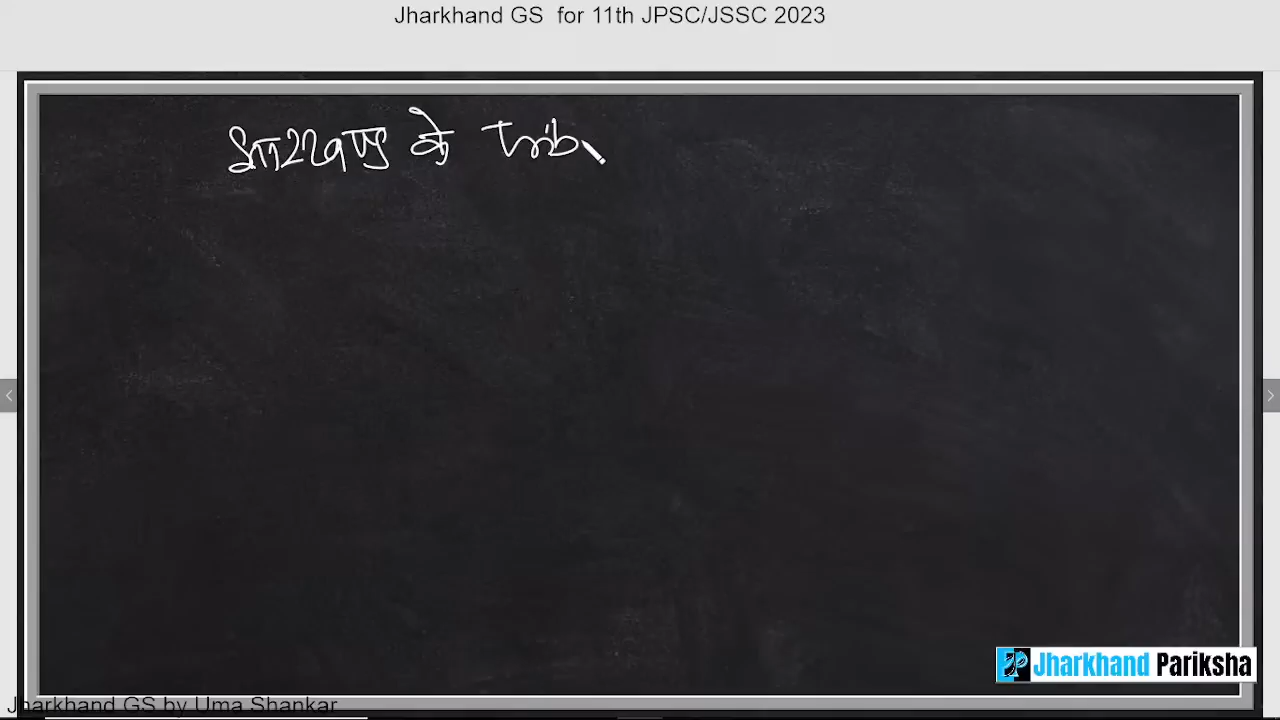 Jharkhand GS for 11th JPSC/JSSC 2023
झारखण्ड के Trib
Jharkhand Pariksha
Jharkhand GS by Uma Shankar